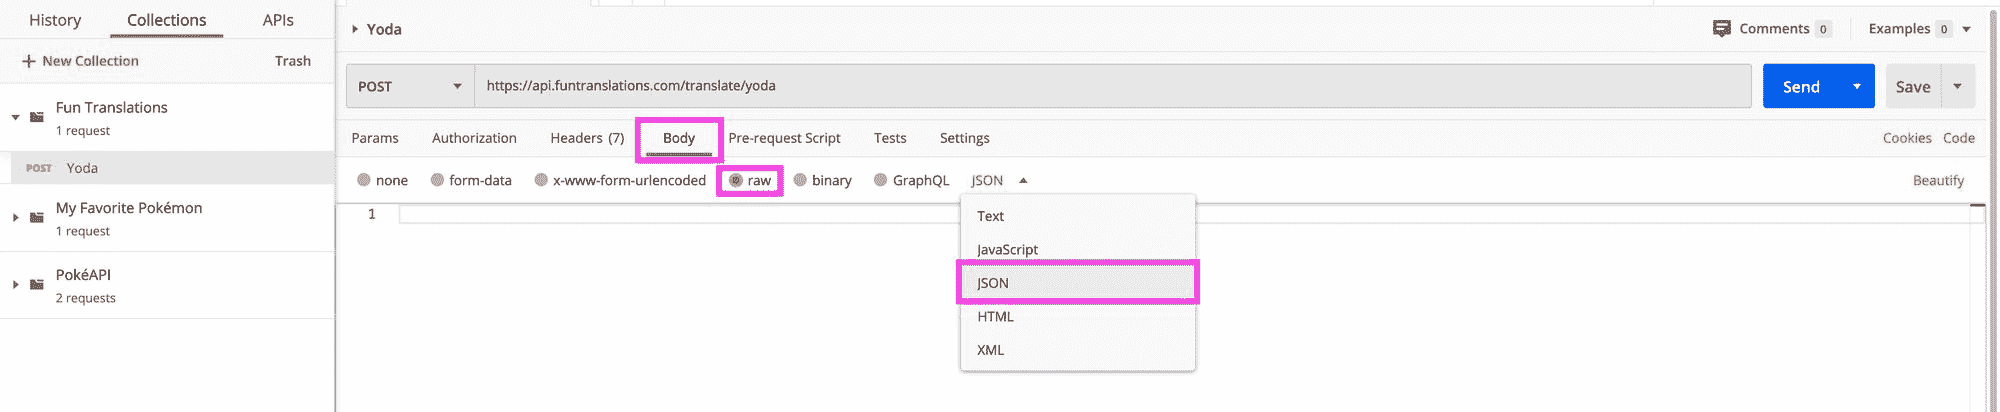 History Collections APIs
+ New Collection Trash
Fun Translations
1 request
POST Yoda
My Favorite Pokémon
1 request
PokéAPI
2 requests
Yoda Comments 0 Examples 0
POST https://api.funtranslations.com/translate/yoda Send Save
Params Authorization Headers (7) Body Pre-request Script Tests Settings Cookies Code
none form-data x-www-form-urlencoded raw binary GraphQL JSON Beautify
1
Text
JavaScript
JSON
HTML
XML